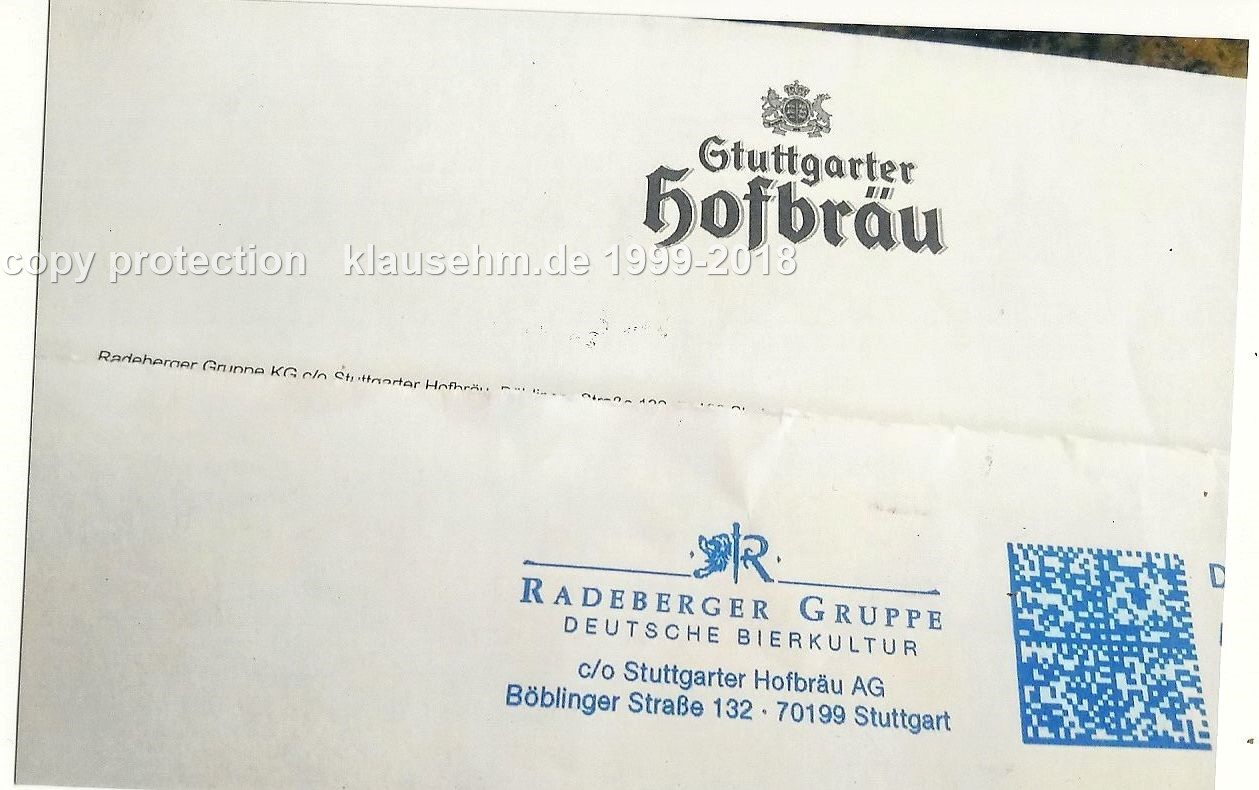 Stuttgarter
Hofbräu
copy protection klausehm.de 1999-2018
Radeberger Gruppe KG c/o Stuttgarter Hofbräu
RADEBERGER GRUPPE
DEUTSCHE BIERKULTUR
c/o Stuttgarter Hofbräu AG
Böblinger Straße 132 · 70199 Stuttgart
D